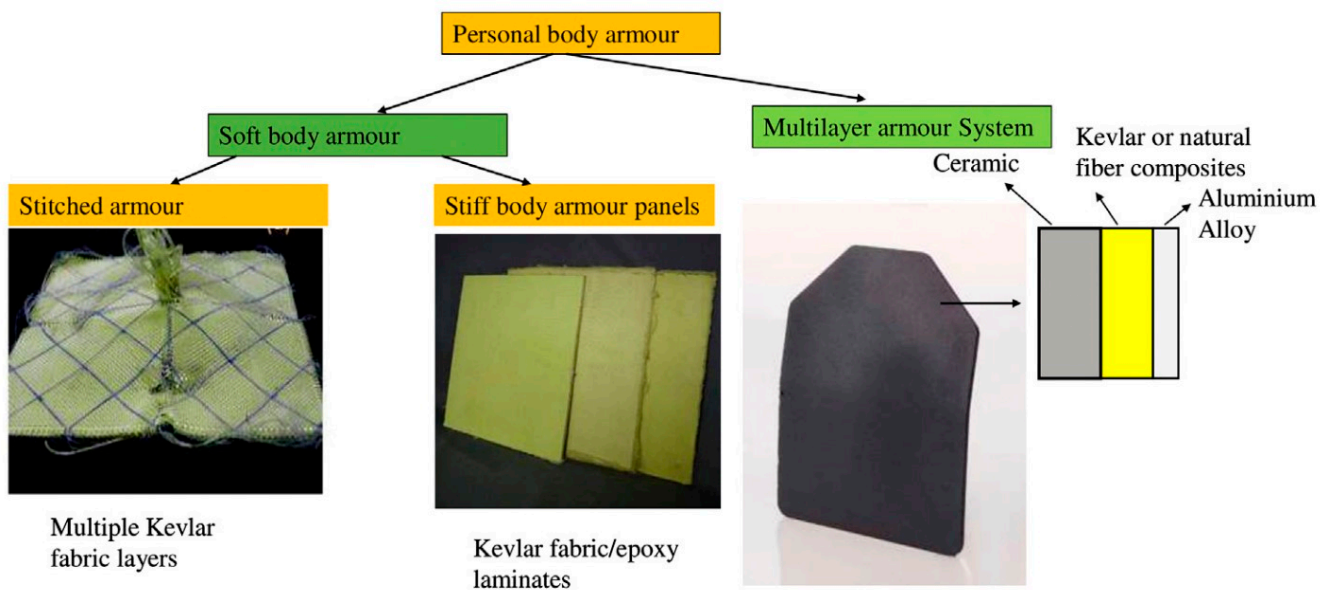 Personal body armour
Soft body armour
Multilayer armour System
Ceramic
Kevlar or natural
fiber composites
Aluminium
Alloy
Stitched armour
Stiff body armour panels
Multiple Kevlar
fabric layers
Kevlar fabric/epoxy
laminates